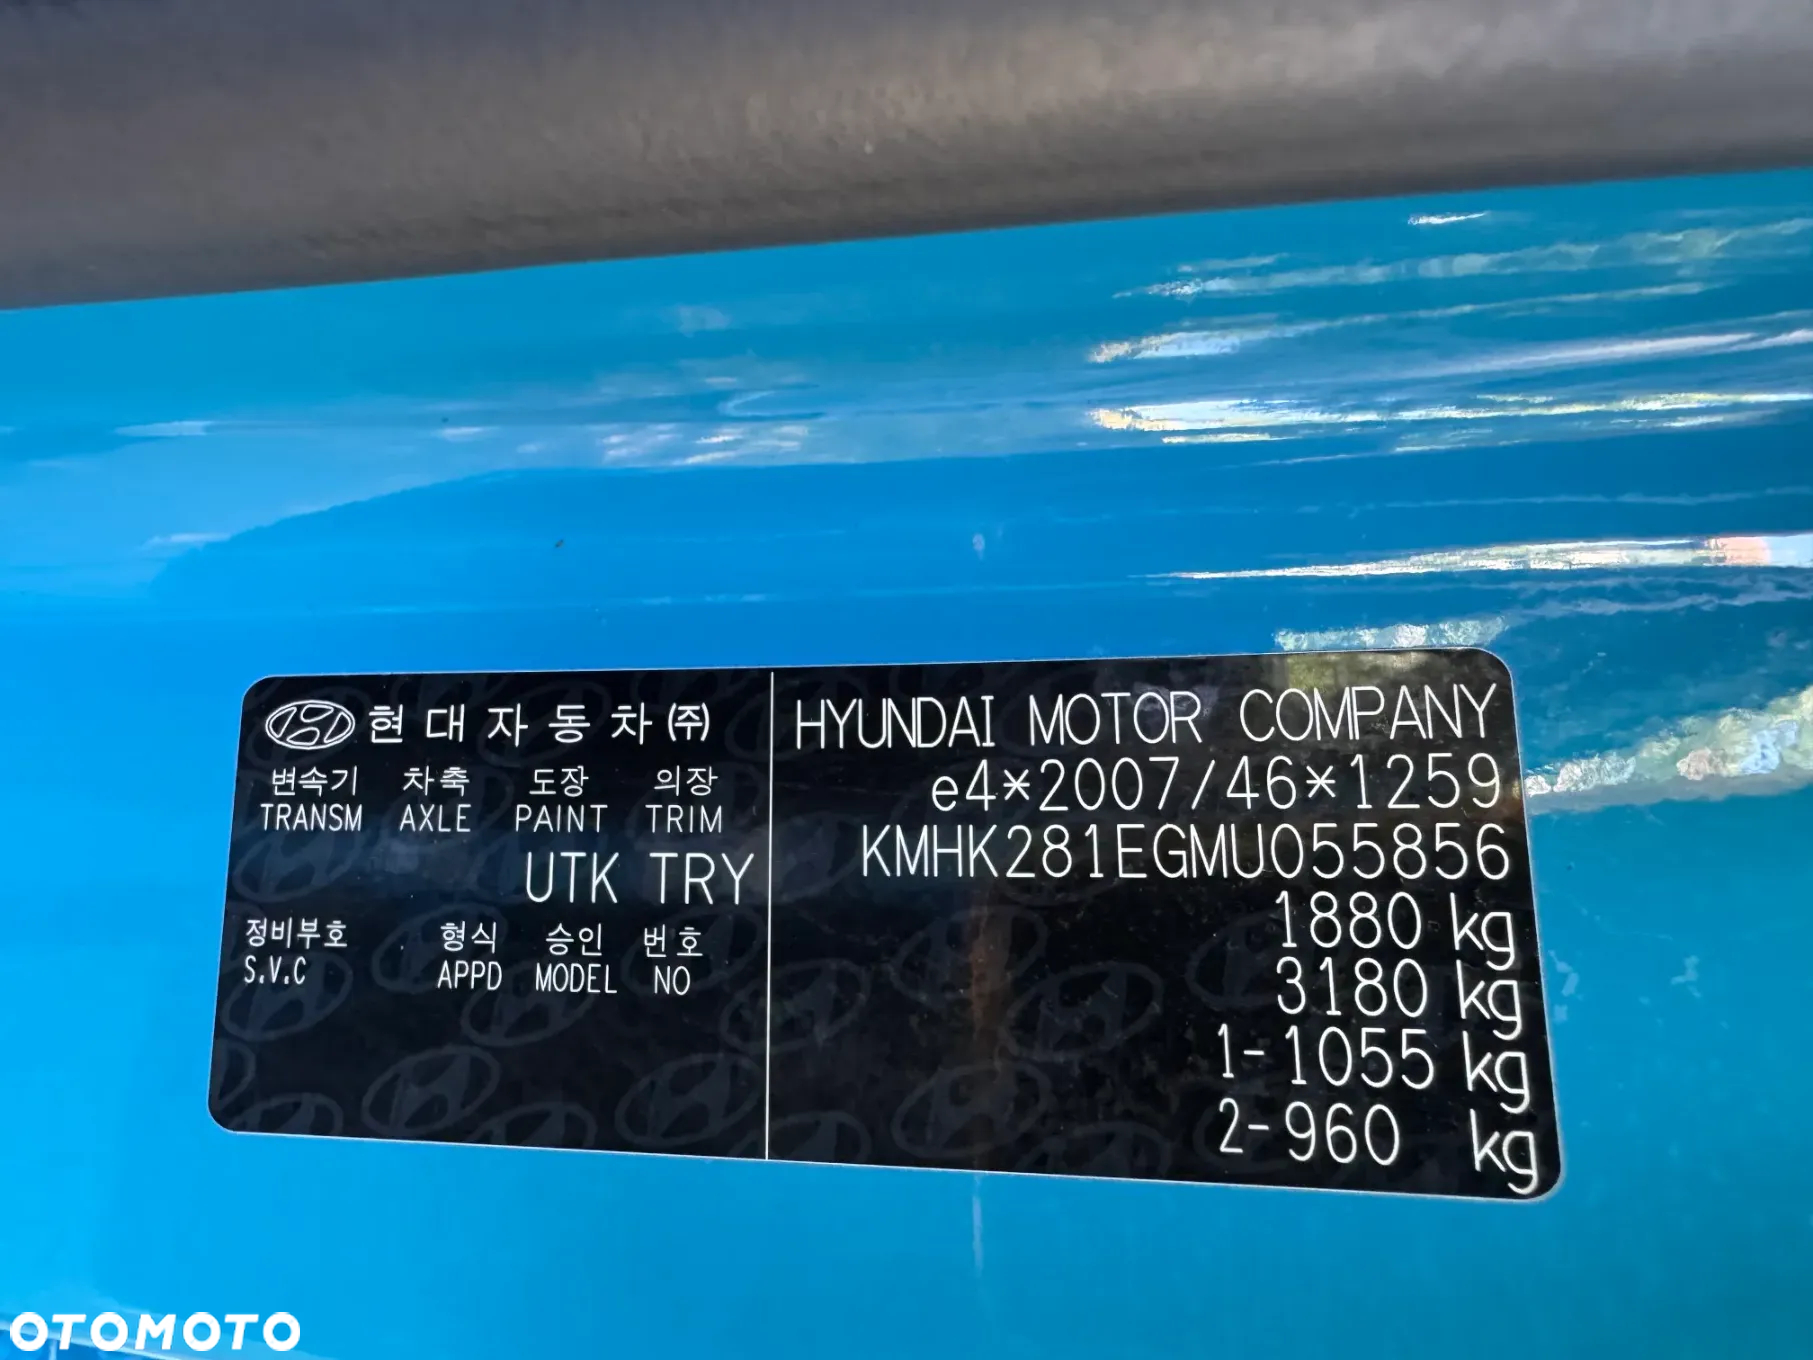 현대자동차㈜
변속기 차축 도장 의장
TRANSM AXLE PAINT TRIM
UTK TRY
정비부호 형식 승인 번호
S.V.C APPD MODEL NO
HYUNDAI MOTOR COMPANY
e4*2007/46*1259
KMHK281EGMU055856
1880 kg
3180 kg
1-1055 kg
2-960 kg
OTOMOTO